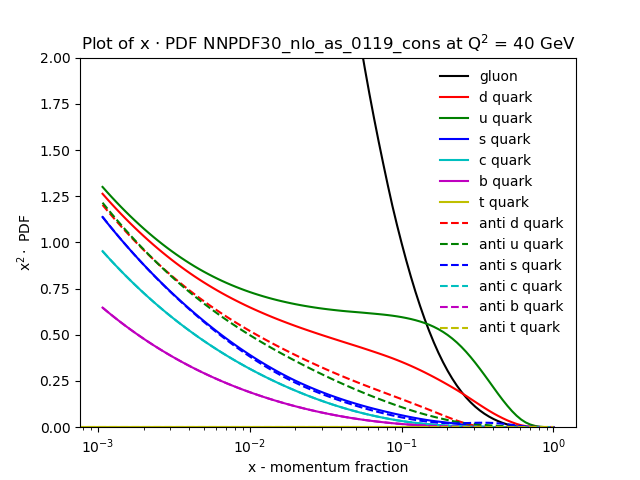 Plot of x · PDF NNPDF30_nlo_as_0119_cons at Q² = 40 GeV
2.00
1.75
1.50
1.25
1.00
0.75
0.50
0.25
0.00
x²· PDF
gluon
d quark
u quark
s quark
c quark
b quark
t quark
anti d quark
anti u quark
anti s quark
anti c quark
anti b quark
anti t quark
10⁻³ 10⁻² 10⁻¹ 10⁰
x - momentum fraction